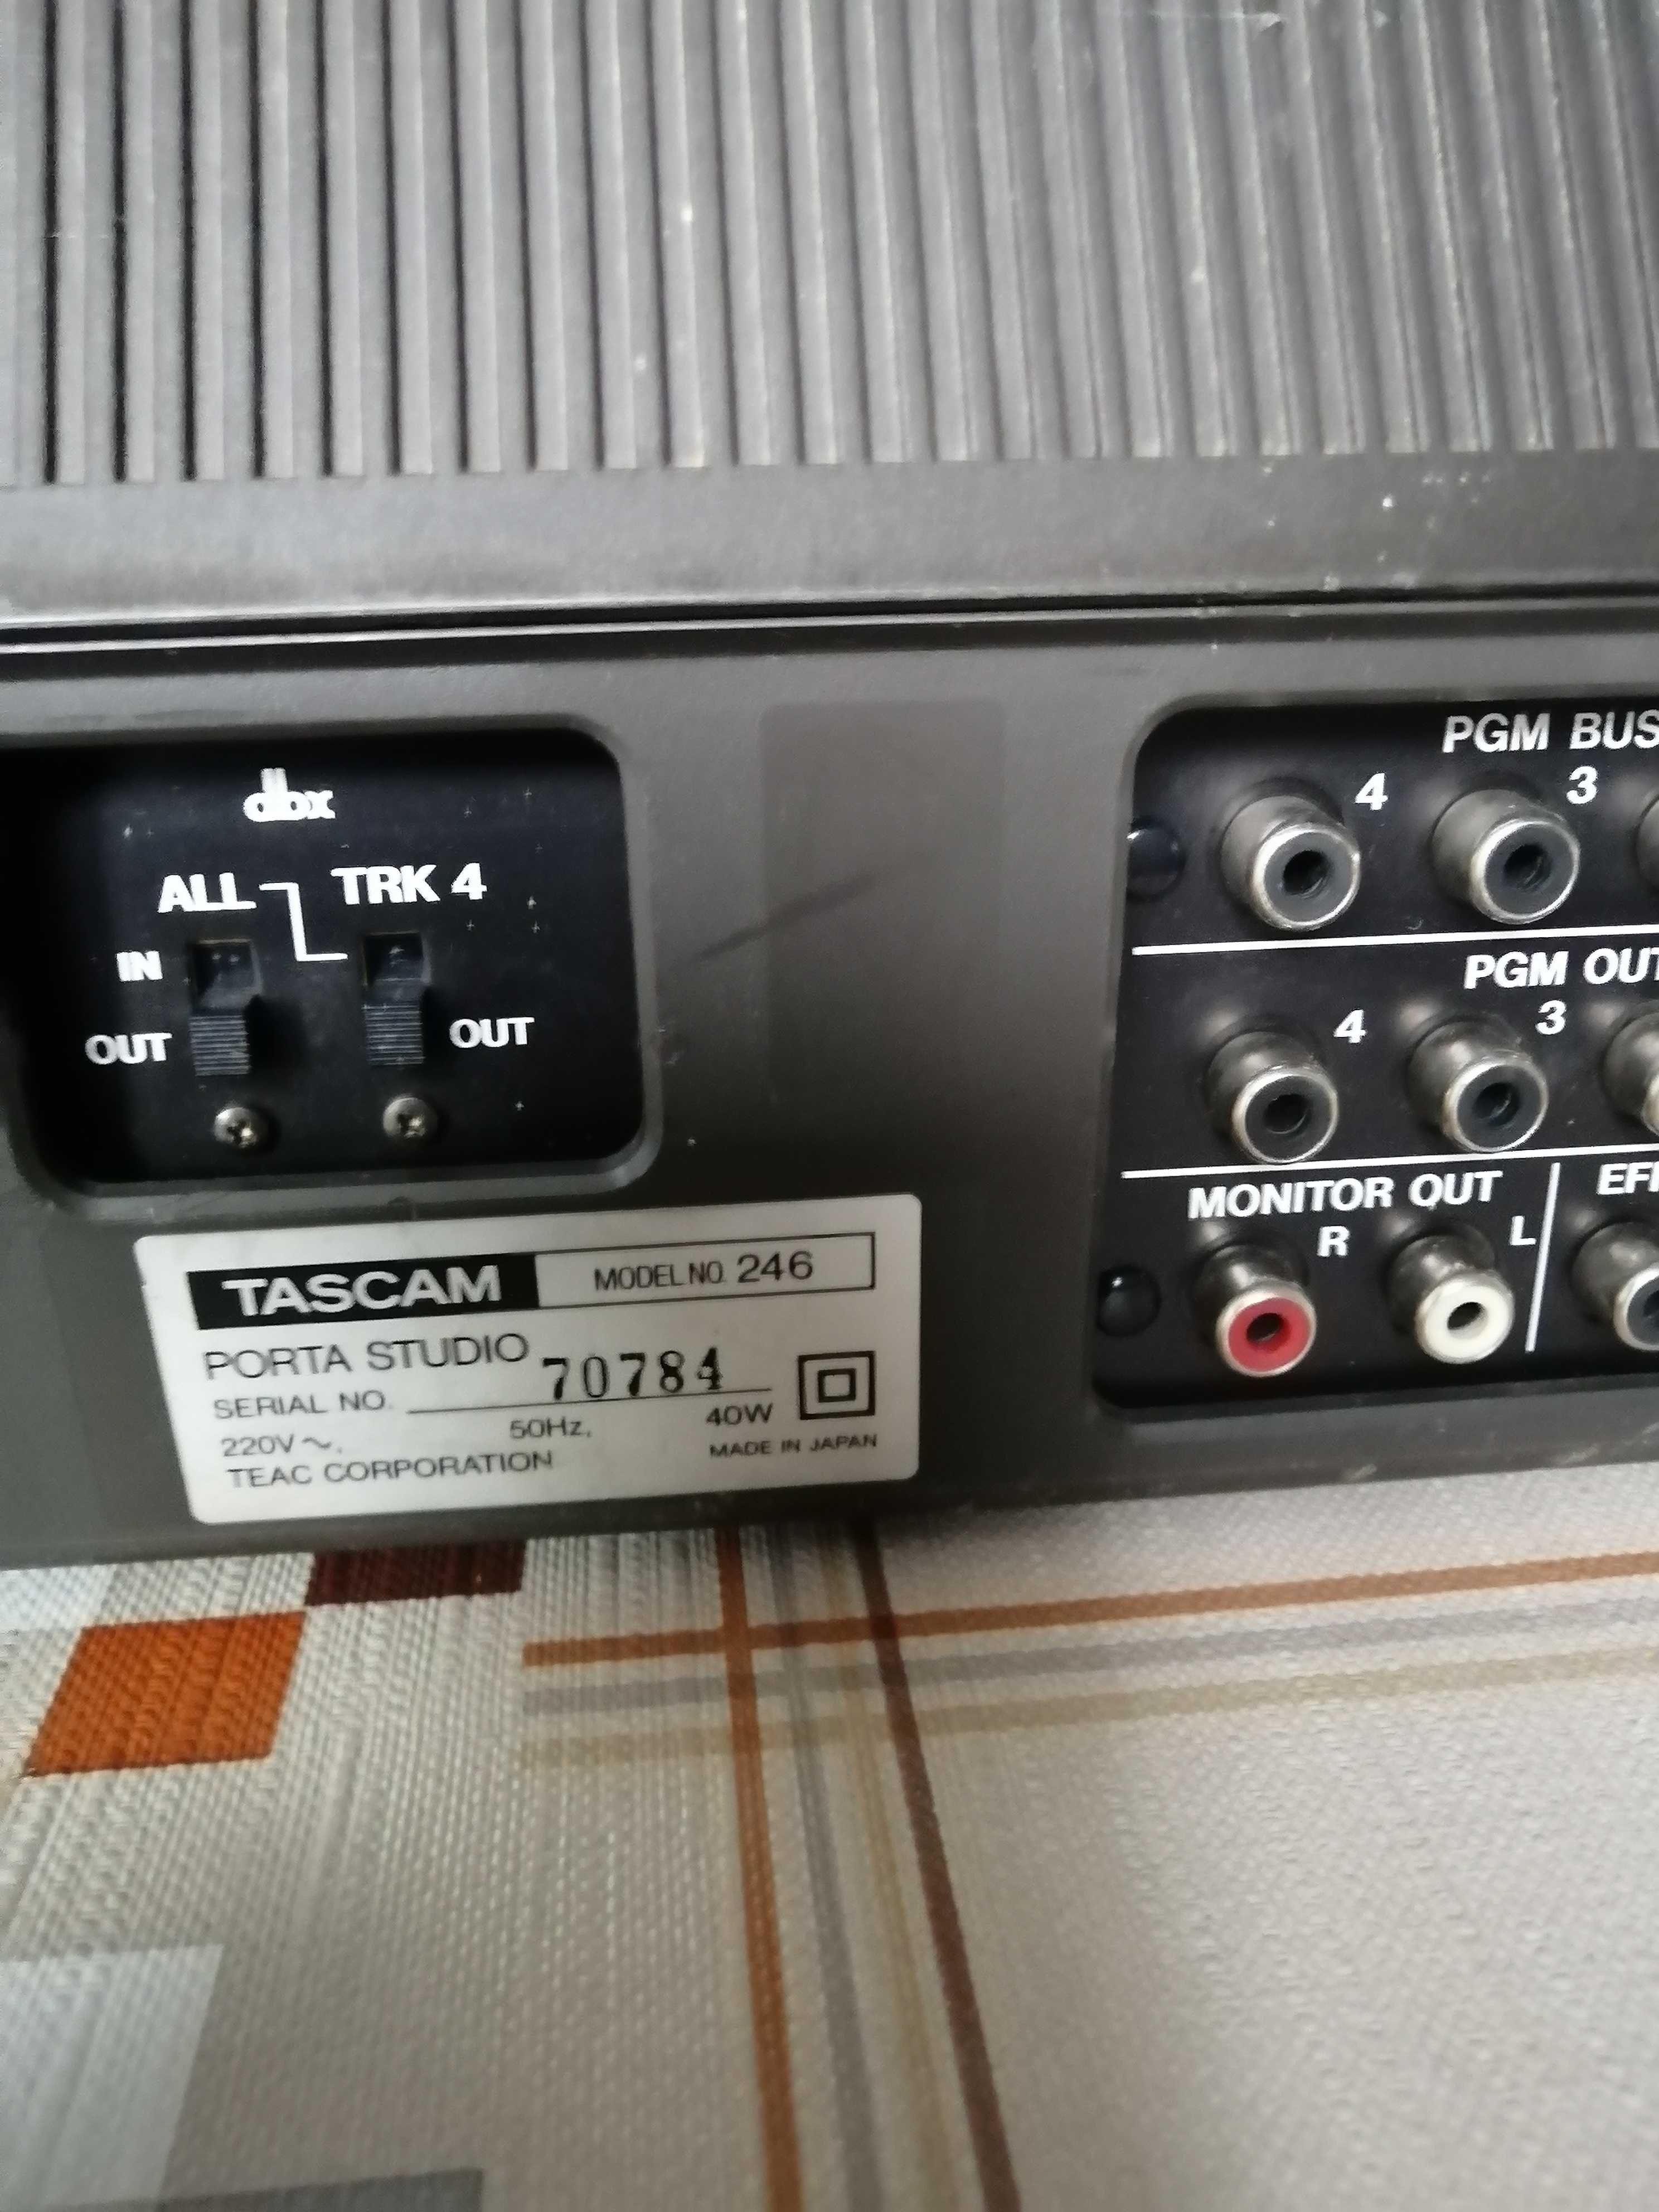 dbx
ALL TRK 4
IN
OUT OUT
PGM BUS
4 3
PGM OUT
4 3
MONITOR OUT
R L
TASCAM MODEL NO. 246
PORTA STUDIO
SERIAL NO. 70784
220V~, 50Hz, 40W
TEAC CORPORATION MADE IN JAPAN